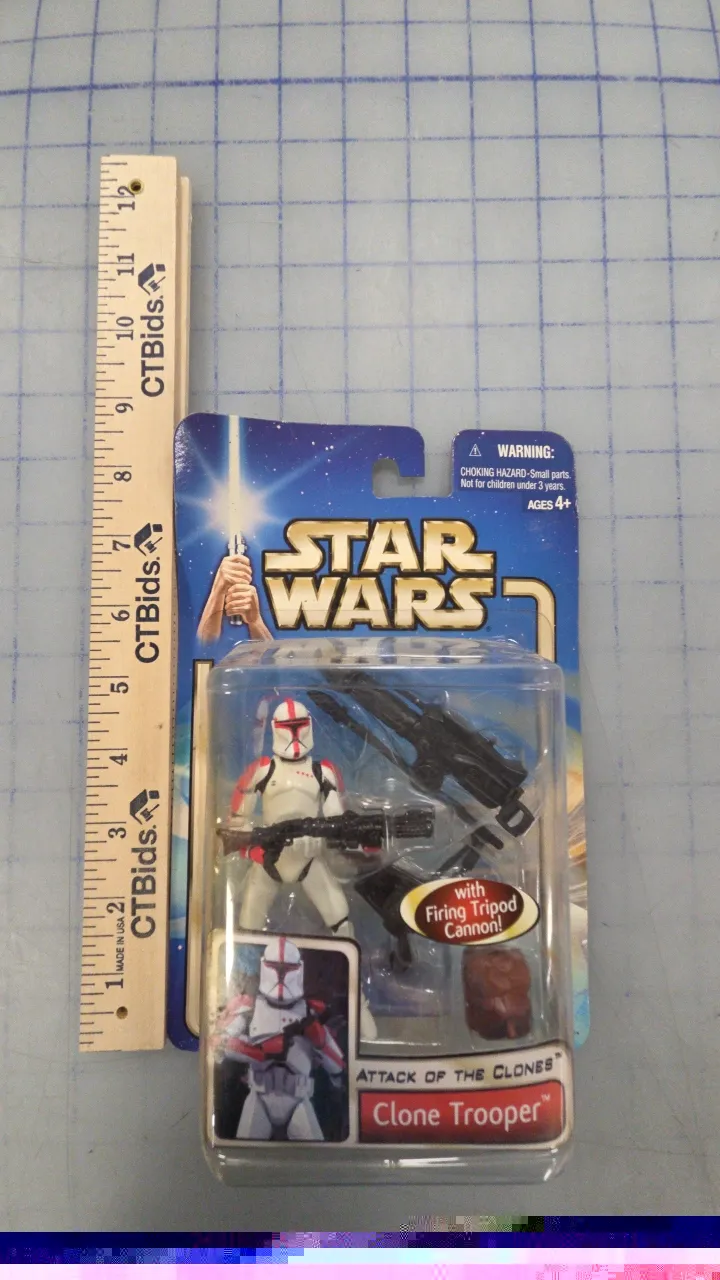 12
11
10
9
8
7
6
5
4
3
2
1
CTBids.
CTBids.
CTBids.
MADE IN USA
WARNING:
CHOKING HAZARD-Small parts.
Not for children under 3 years.
AGES 4+
STAR
WARS
with
Firing Tripod
Cannon!
ATTACK OF THE CLONES™
Clone Trooper™